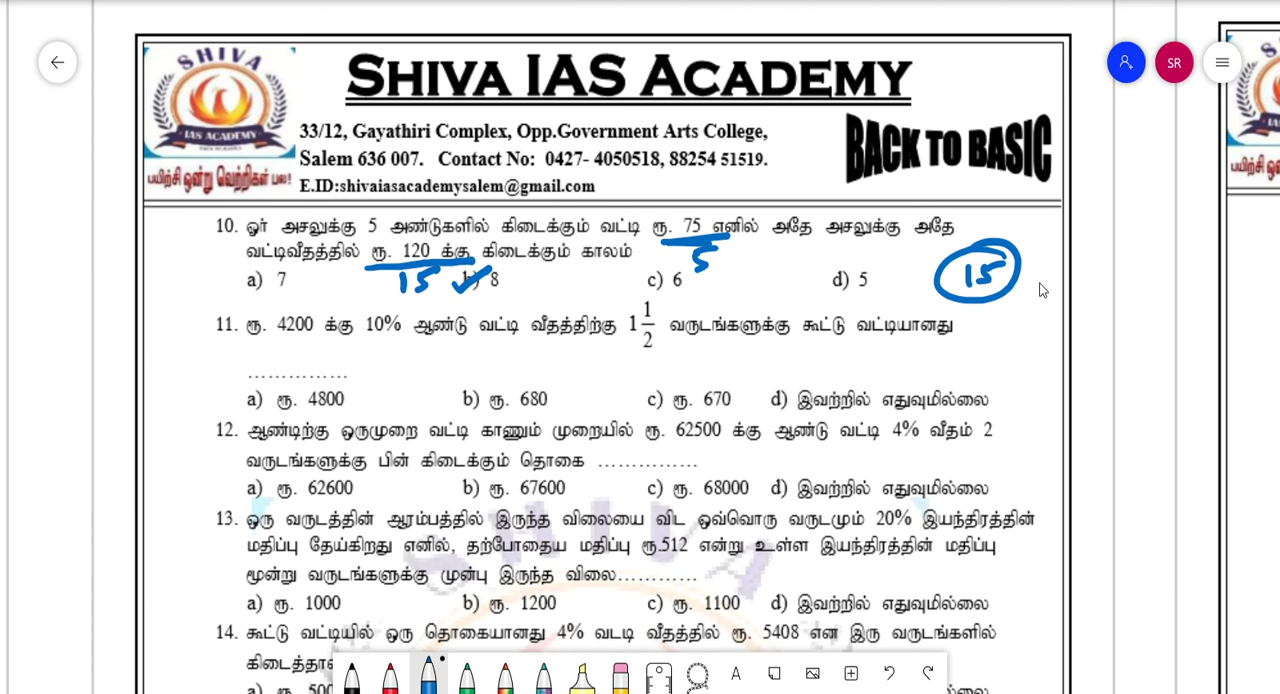 SHIVA
IAS ACADEMY
பயிற்சி ஒன்று வெற்றிகள் பல!
SHIVA IAS ACADEMY
33/12, Gayathiri Complex, Opp.Government Arts College,
Salem 636 007. Contact No: 0427- 4050518, 88254 51519.
E.ID:shivaiasacademysalem@gmail.com
BACK TO BASIC
SR
10. ஓர் அசலுக்கு 5 அண்டுகளில் கிடைக்கும் வட்டி ரூ. 75 எனில் அதே அசலுக்கு அதே
வட்டிவீதத்தில் ரூ. 120 க்கு கிடைக்கும் காலம்
5
15
a) 7 b) 8 c) 6 d) 5
15
11. ரூ. 4200 க்கு 10% ஆண்டு வட்டி வீதத்திற்கு 1 1/2 வருடங்களுக்கு கூட்டு வட்டியானது
……………
a) ரூ. 4800 b) ரூ. 680 c) ரூ. 670 d) இவற்றில் எதுவுமில்லை
12. ஆண்டிற்கு ஒருமுறை வட்டி காணும் முறையில் ரூ. 62500 க்கு ஆண்டு வட்டி 4% வீதம் 2
வருடங்களுக்கு பின் கிடைக்கும் தொகை ……………
a) ரூ. 62600 b) ரூ. 67600 c) ரூ. 68000 d) இவற்றில் எதுவுமில்லை
13. ஒரு வருடத்தின் ஆரம்பத்தில் இருந்த விலையை விட ஒவ்வொரு வருடமும் 20% இயந்திரத்தின்
மதிப்பு தேய்கிறது எனில், தற்போதைய மதிப்பு ரூ.512 என்று உள்ள இயந்திரத்தின் மதிப்பு
மூன்று வருடங்களுக்கு முன்பு இருந்த விலை…………
a) ரூ. 1000 b) ரூ. 1200 c) ரூ. 1100 d) இவற்றில் எதுவுமில்லை
14. கூட்டு வட்டியில் ஒரு தொகையானது 4% வடடி வீதத்தில் ரூ. 5408 என இரு வருடங்களில்
SHIVA